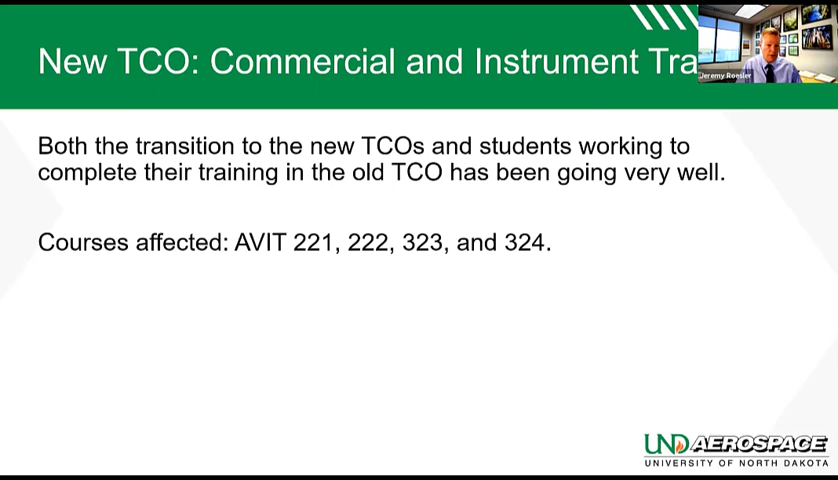 New TCO: Commercial and Instrument Tra
Jeremy Roesler
Both the transition to the new TCOs and students working to
complete their training in the old TCO has been going very well.
Courses affected: AVIT 221, 222, 323, and 324.
UND AEROSPACE
UNIVERSITY OF NORTH DAKOTA